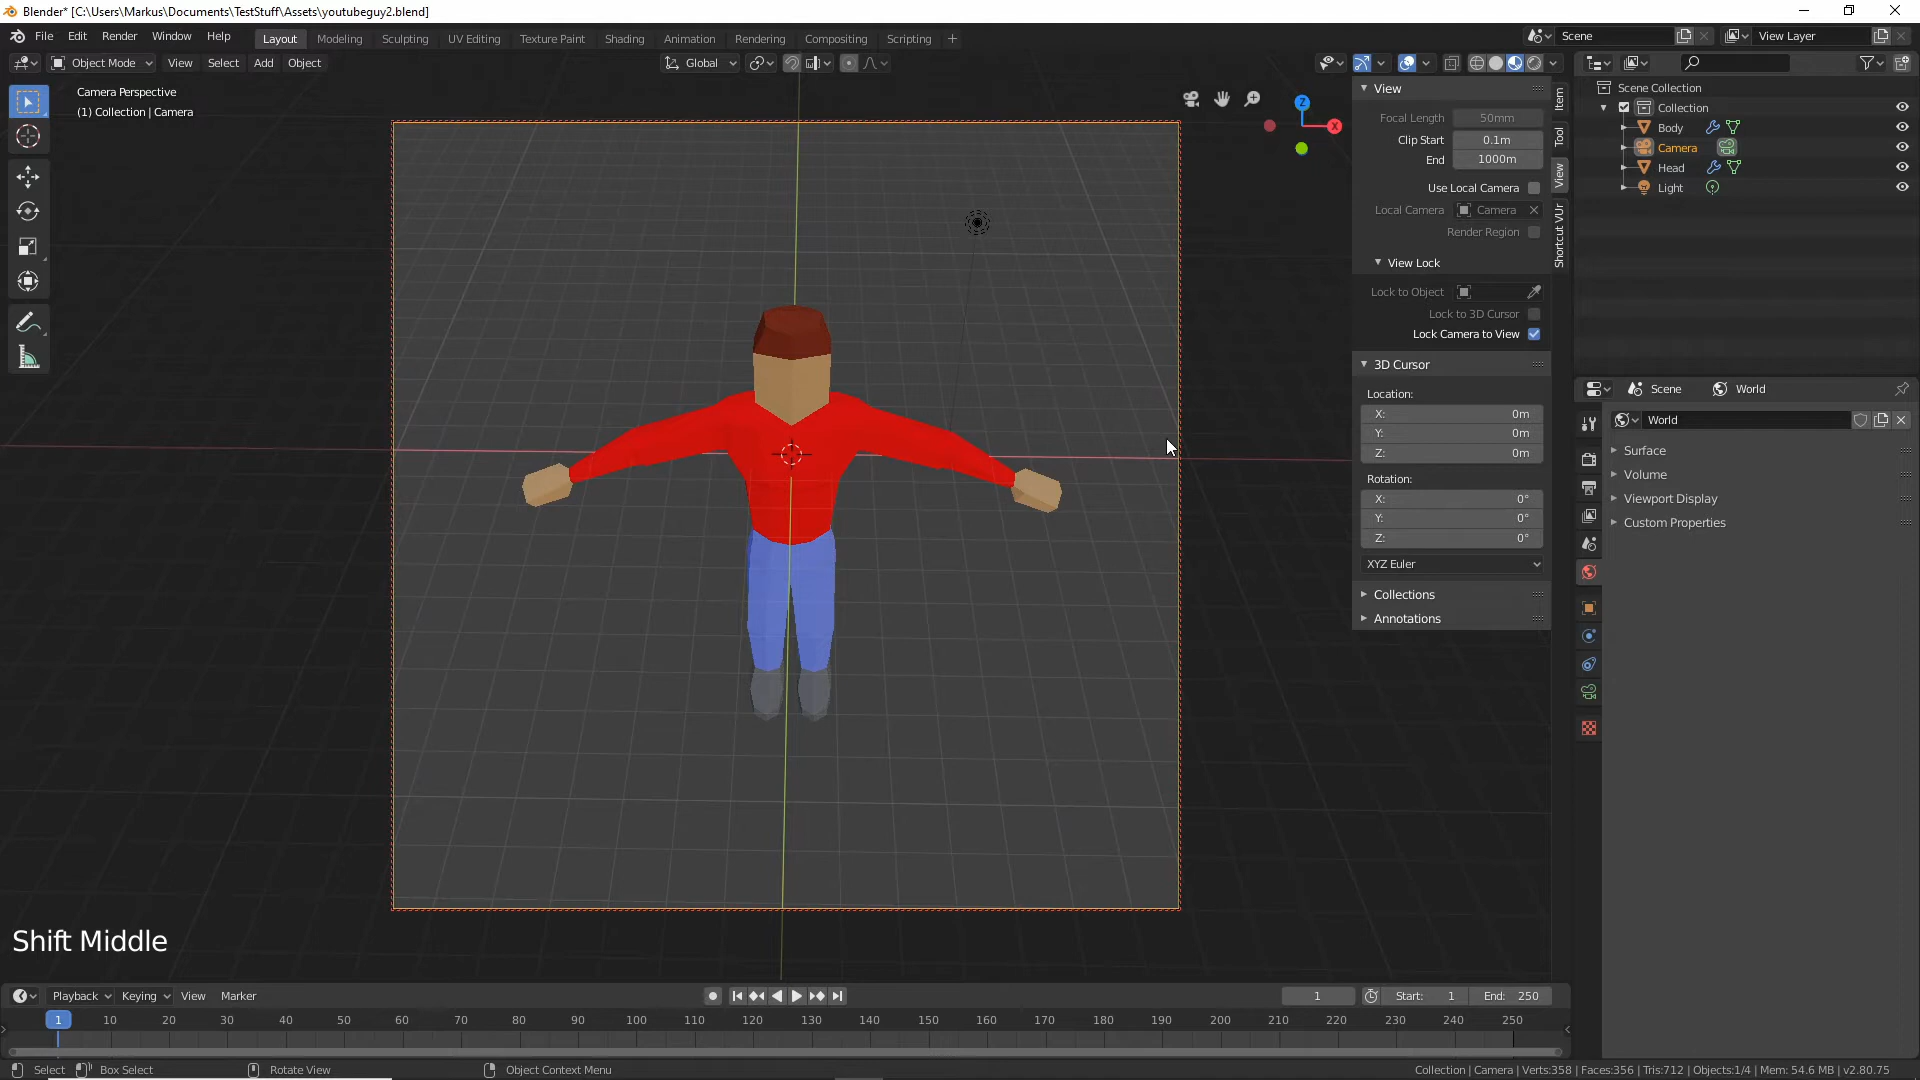 Blender* [C:\Users\Markus\Documents\TestStuff\Assets\youtubeguy2.blend]
File Edit Render Window Help
Layout Modeling Sculpting UV Editing Texture Paint Shading Animation Rendering Compositing Scripting +
Scene
View Layer
Object Mode View Select Add Object
Global
Camera Perspective
(1) Collection | Camera
Z
X
View
Focal Length 50mm
Clip Start 0.1m
End 1000m
Use Local Camera
Local Camera Camera
Render Region
View Lock
Lock to Object
Lock to 3D Cursor
Lock Camera to View
3D Cursor
Location:
X: 0m
Y: 0m
Z: 0m
Rotation:
X: 0°
Y: 0°
Z: 0°
XYZ Euler
Collections
Annotations
Item
Tool
View
Shortcut VUr
Scene Collection
Collection
Body
Camera
Head
Light
Scene World
World
Surface
Volume
Viewport Display
Custom Properties
Shift Middle
Playback Keying View Marker
1 Start: 1 End: 250
1 10 20 30 40 50 60 70 80 90 100 110 120 130 140 150 160 170 180 190 200 210 220 230 240 250
Select Box Select Rotate View Object Context Menu
Collection | Camera | Verts:358 | Faces:356 | Tris:712 | Objects:1/4 | Mem: 54.6 MB | v2.80.75